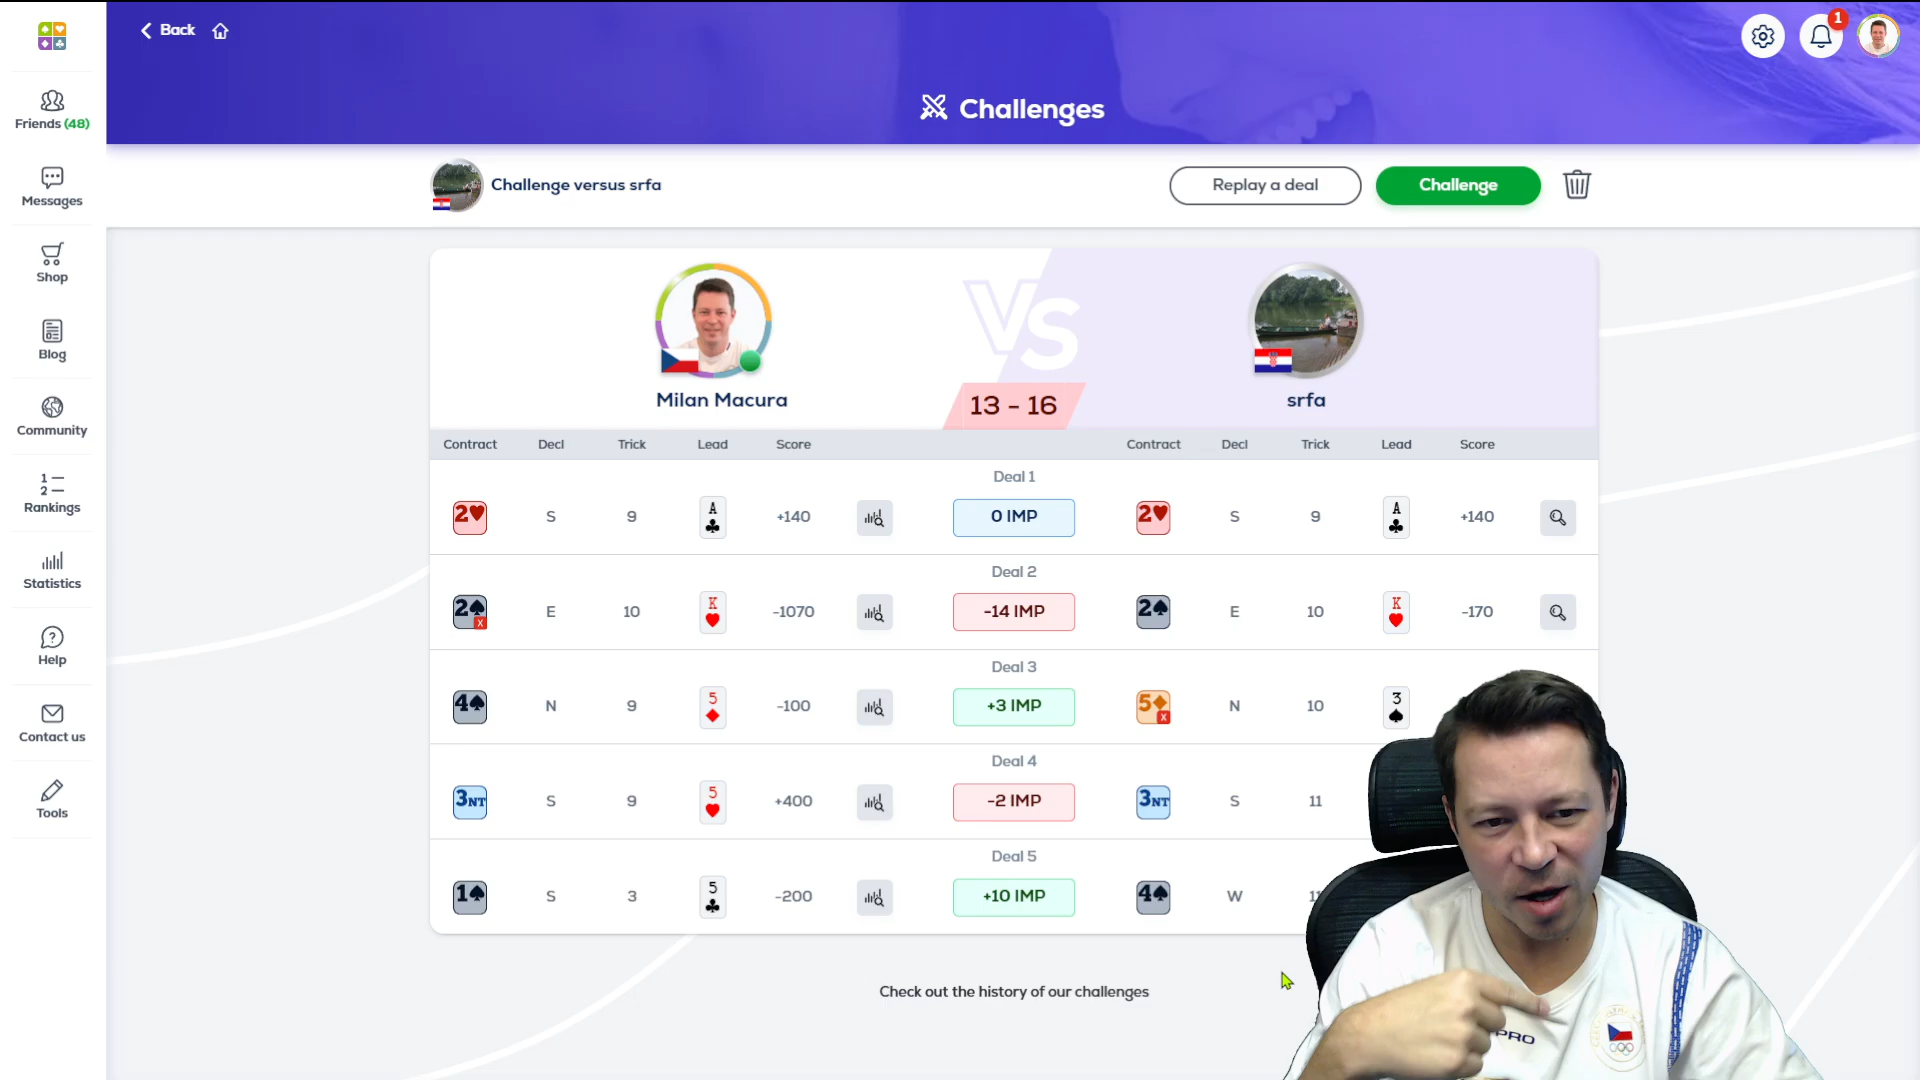 Back
1
Challenges
Friends (48)
Messages
Shop
Blog
Community
1
2
Rankings
Statistics
Help
Contact us
Tools
Challenge versus srfa
Replay a deal
Challenge
VS
Milan Macura
13 - 16
srfa
Contract Decl Trick Lead Score Contract Decl Trick Lead Score
Deal 1
2♥ S 9 A♣ +140 0 IMP 2♥ S 9 A♣ +140
Deal 2
2♠ X E 10 K♥ -1070 -14 IMP 2♠ E 10 K♥ -170
Deal 3
4♠ N 9 5♦ -100 +3 IMP 5♦ X N 10 3♠
Deal 4
3NT S 9 5♥ +400 -2 IMP 3NT S 11
Deal 5
1♠ S 3 5♣ -200 +10 IMP 4♠ W
Check out the history of our challenges
PRO